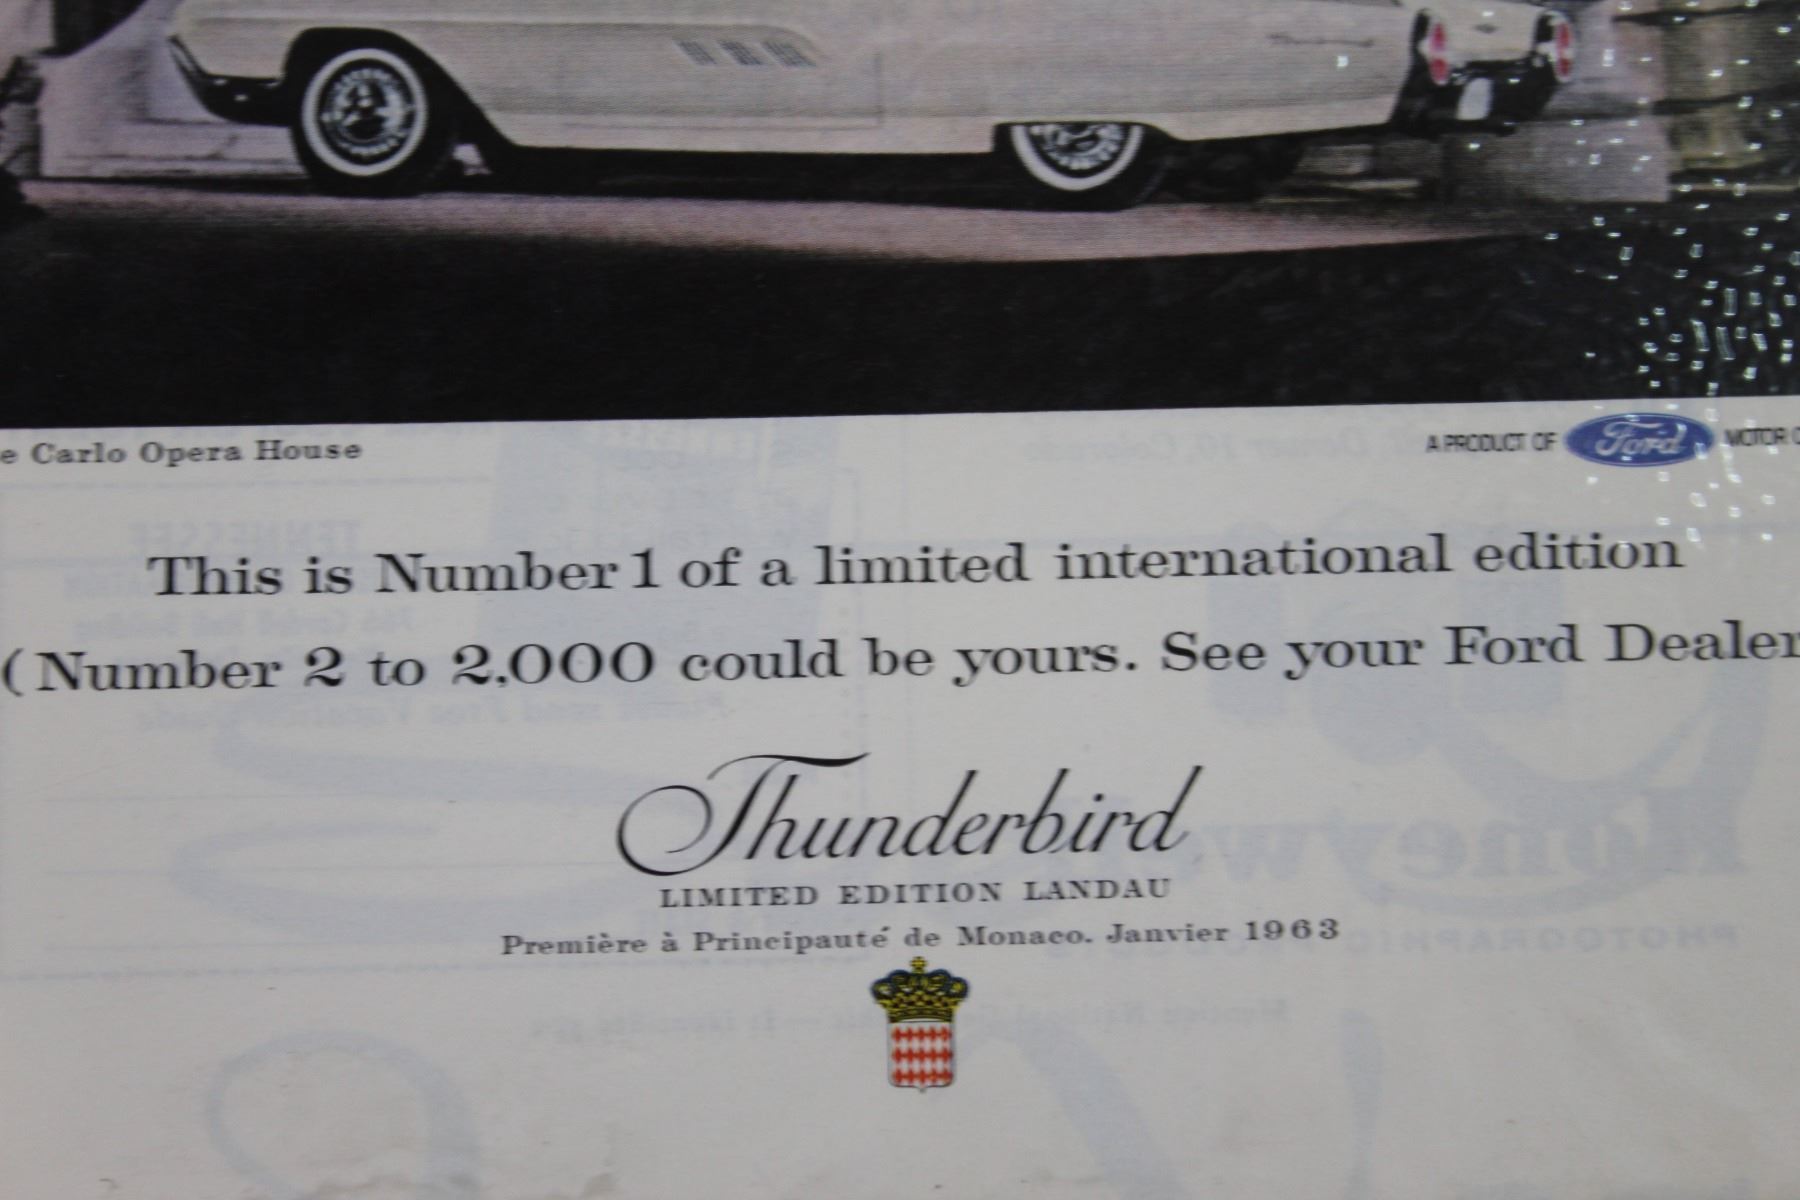 e Carlo Opera House
A PRODUCT OF Ford MOTOR C
This is Number 1 of a limited international edition
(Number 2 to 2,000 could be yours. See your Ford Dealer
Thunderbird
LIMITED EDITION LANDAU
Première à Principauté de Monaco. Janvier 1963